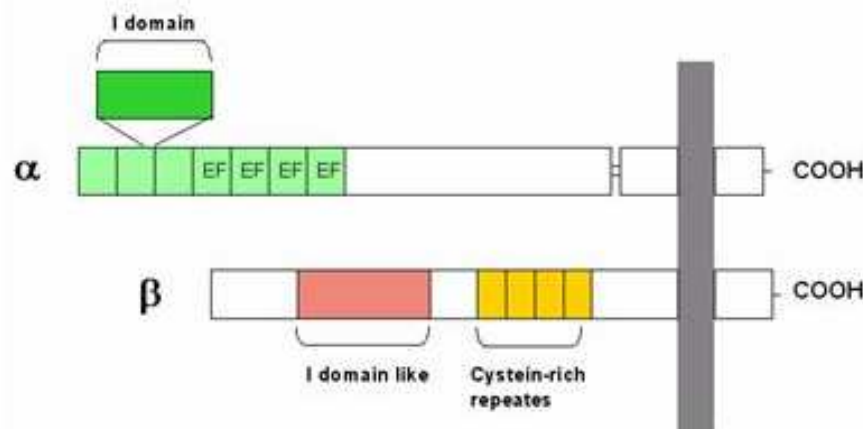 I domain
α EF EF EF EF COOH
β COOH
I domain like
Cystein-rich
repeates